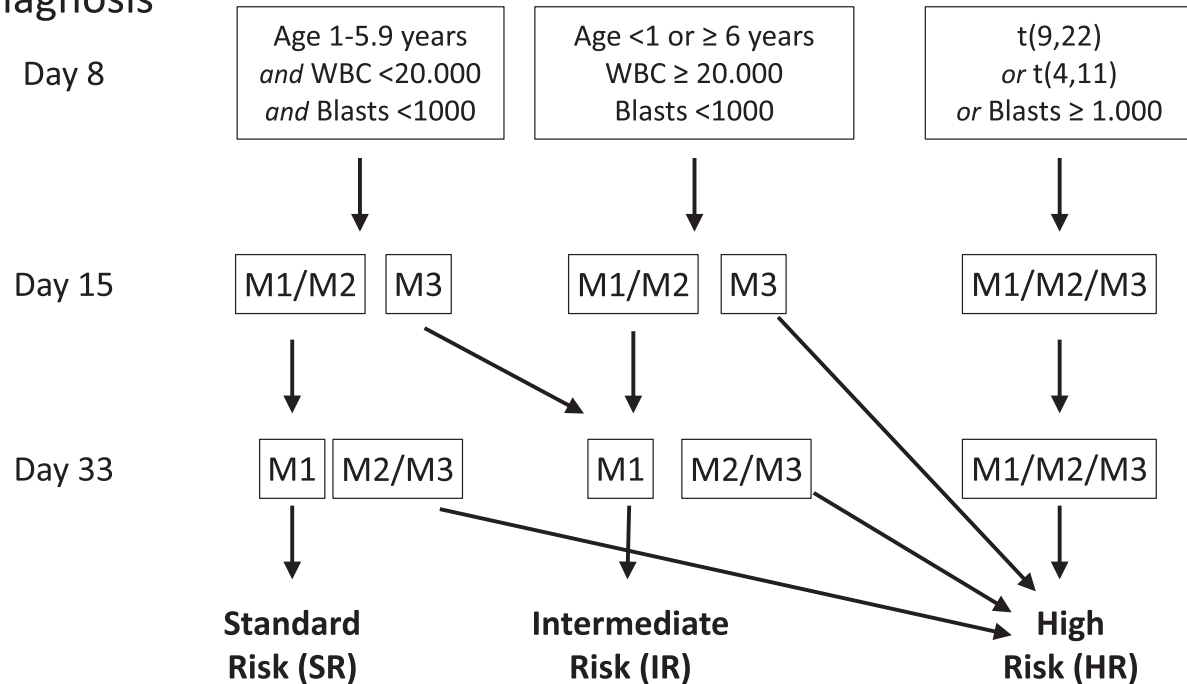 Day 8
Age 1-5.9 years
and WBC <20.000
and Blasts <1000
Age <1 or ≥ 6 years
WBC ≥ 20.000
Blasts <1000
t(9,22)
or t(4,11)
or Blasts ≥ 1.000
Day 15
M1/M2
M3
M1/M2
M3
M1/M2/M3
Day 33
M1
M2/M3
M1
M2/M3
M1/M2/M3
Standard
Risk (SR)
Intermediate
Risk (IR)
High
Risk (HR)